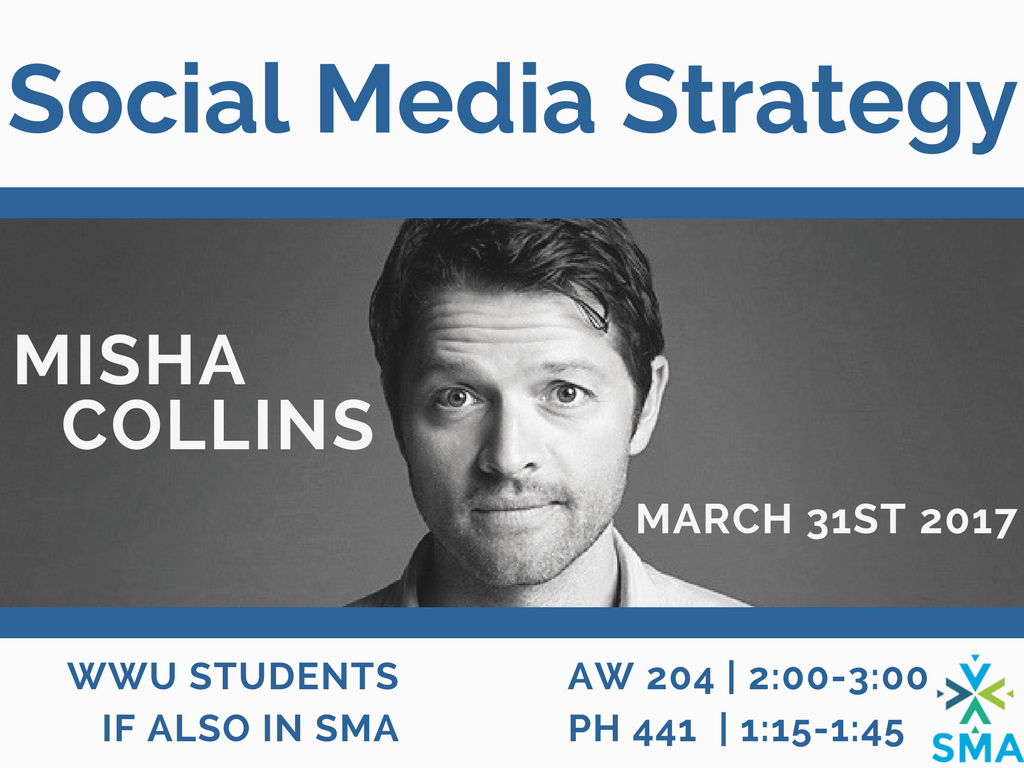 Social Media Strategy
MISHA
COLLINS
MARCH 31ST 2017
WWU STUDENTS
AW 204 | 2:00-3:00
IF ALSO IN SMA
PH 441 | 1:15-1:45
SMA